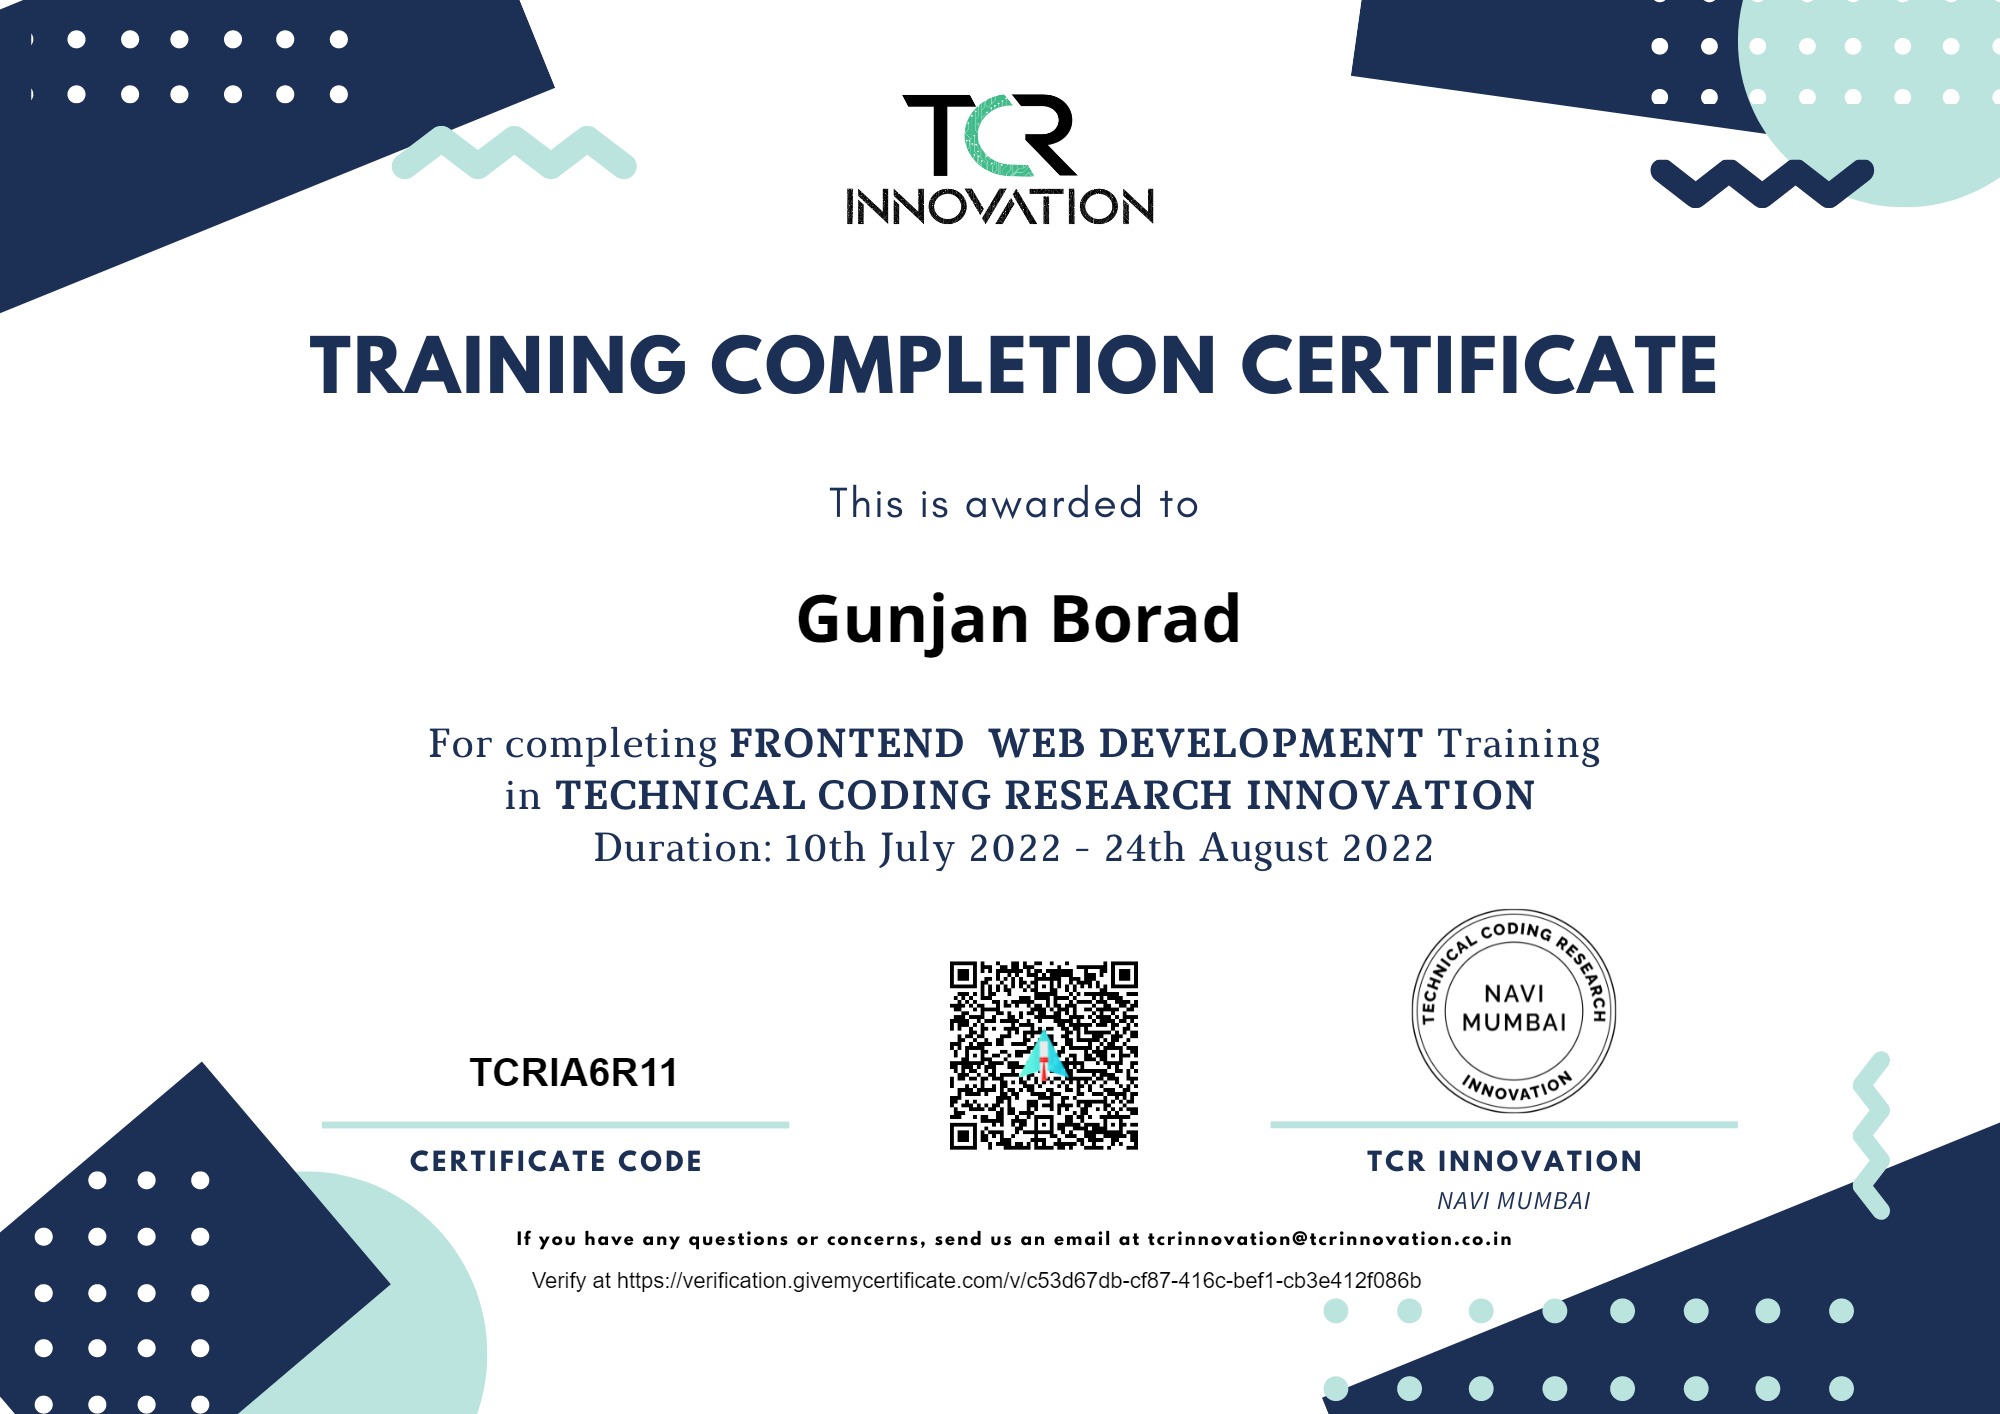 TCR
INNOVATION
TRAINING COMPLETION CERTIFICATE
This is awarded to
Gunjan Borad
For completing FRONTEND WEB DEVELOPMENT Training
in TECHNICAL CODING RESEARCH INNOVATION
Duration: 10th July 2022 - 24th August 2022
TECHNICAL CODING RESEARCH
NAVI
MUMBAI
INNOVATION
TCRIA6R11
CERTIFICATE CODE
TCR INNOVATION
NAVI MUMBAI
If you have any questions or concerns, send us an email at tcrinnovation@tcrinnovation.co.in
Verify at https://verification.givemycertificate.com/v/c53d67db-cf87-416c-bef1-cb3e412f086b